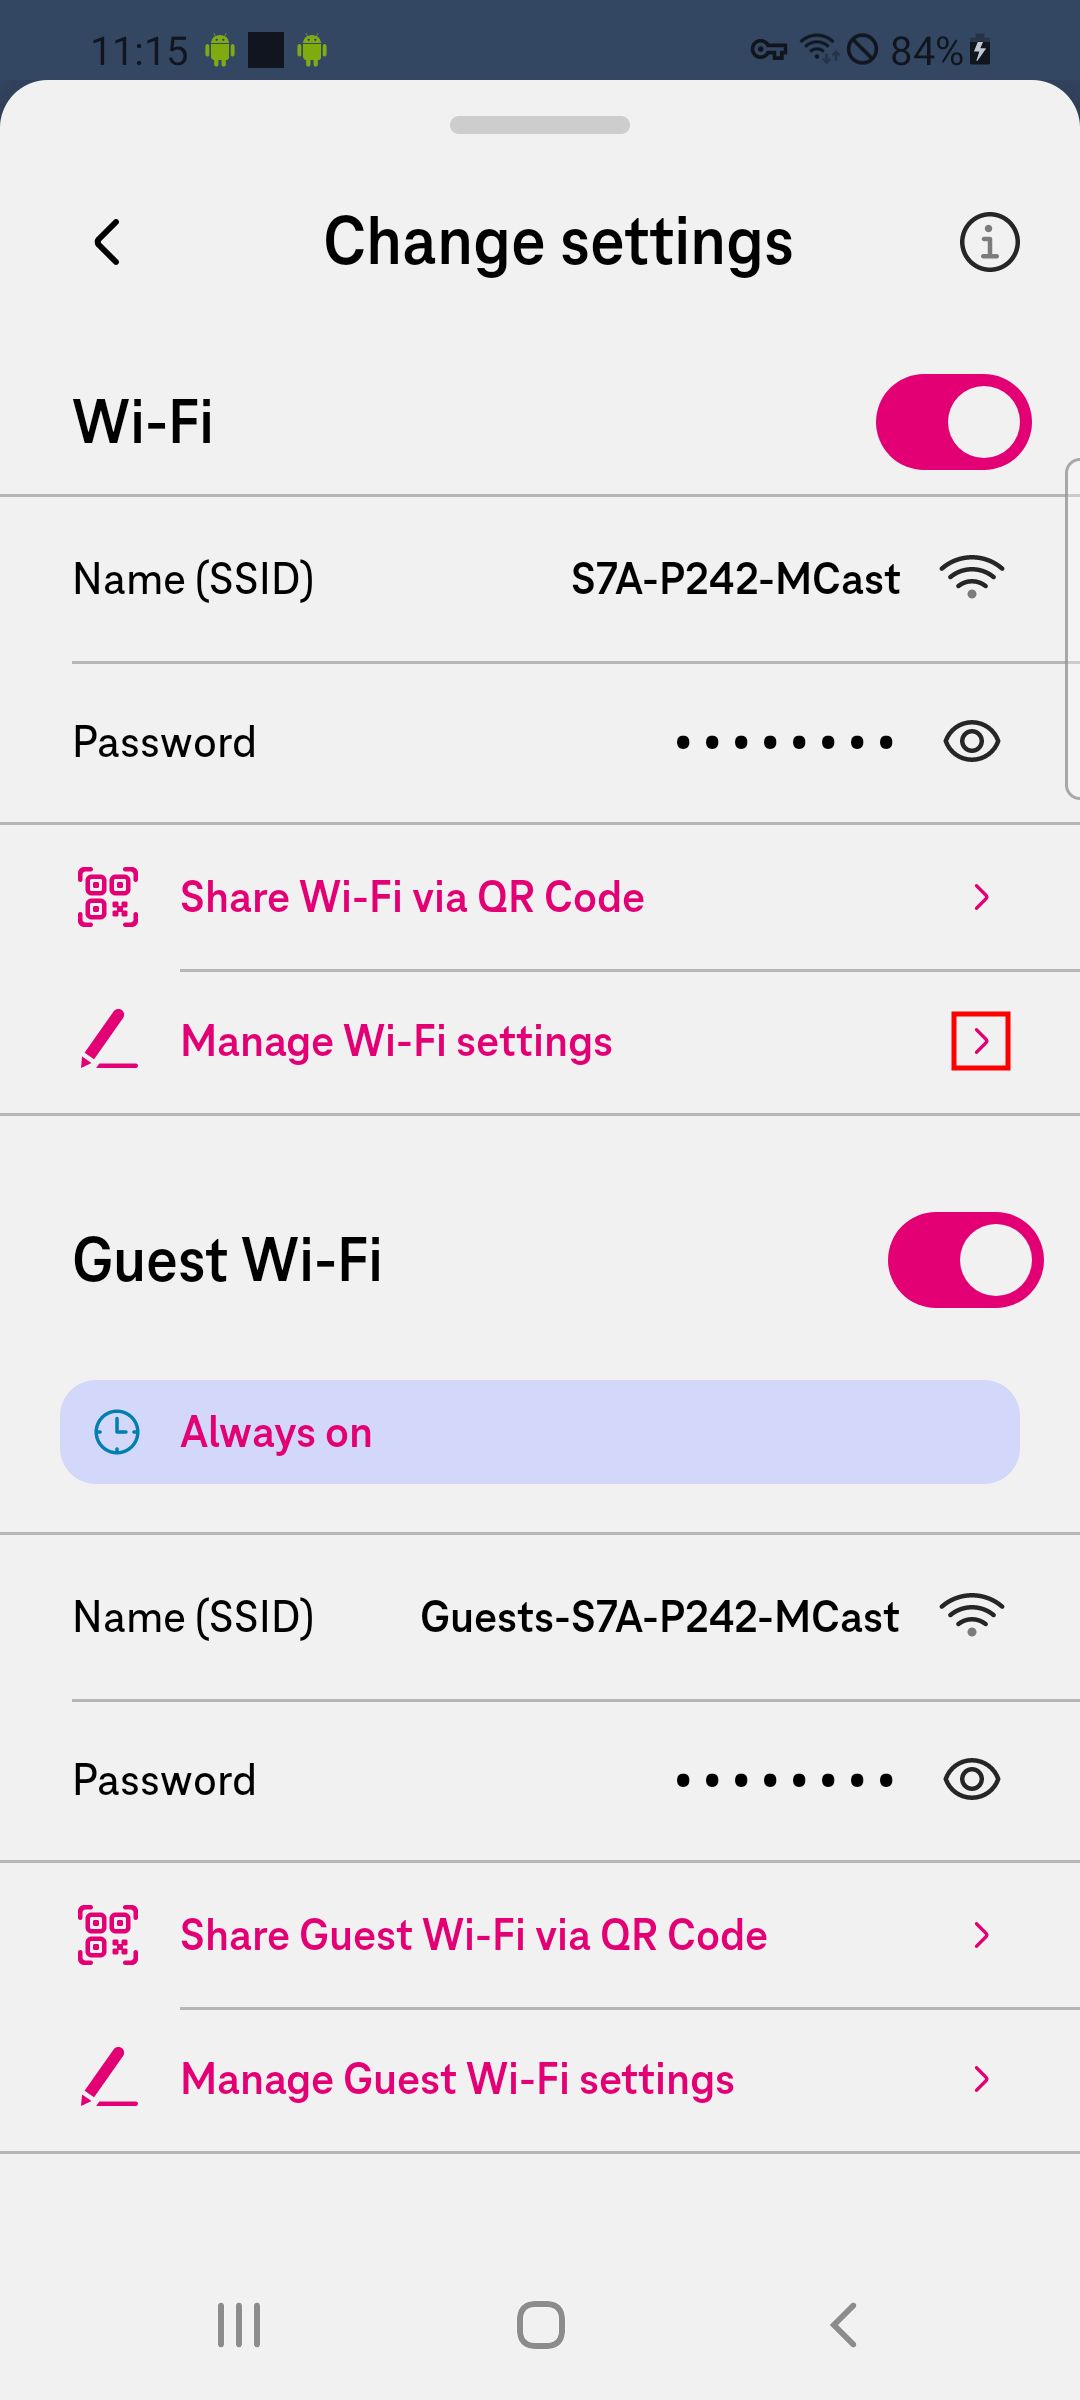 11:15
84%
Change settings
Wi-Fi
Name (SSID) S7A-P242-MCast
Password ••••••••
Share Wi-Fi via QR Code
Manage Wi-Fi settings
Guest Wi-Fi
Always on
Name (SSID) Guests-S7A-P242-MCast
Password ••••••••
Share Guest Wi-Fi via QR Code
Manage Guest Wi-Fi settings